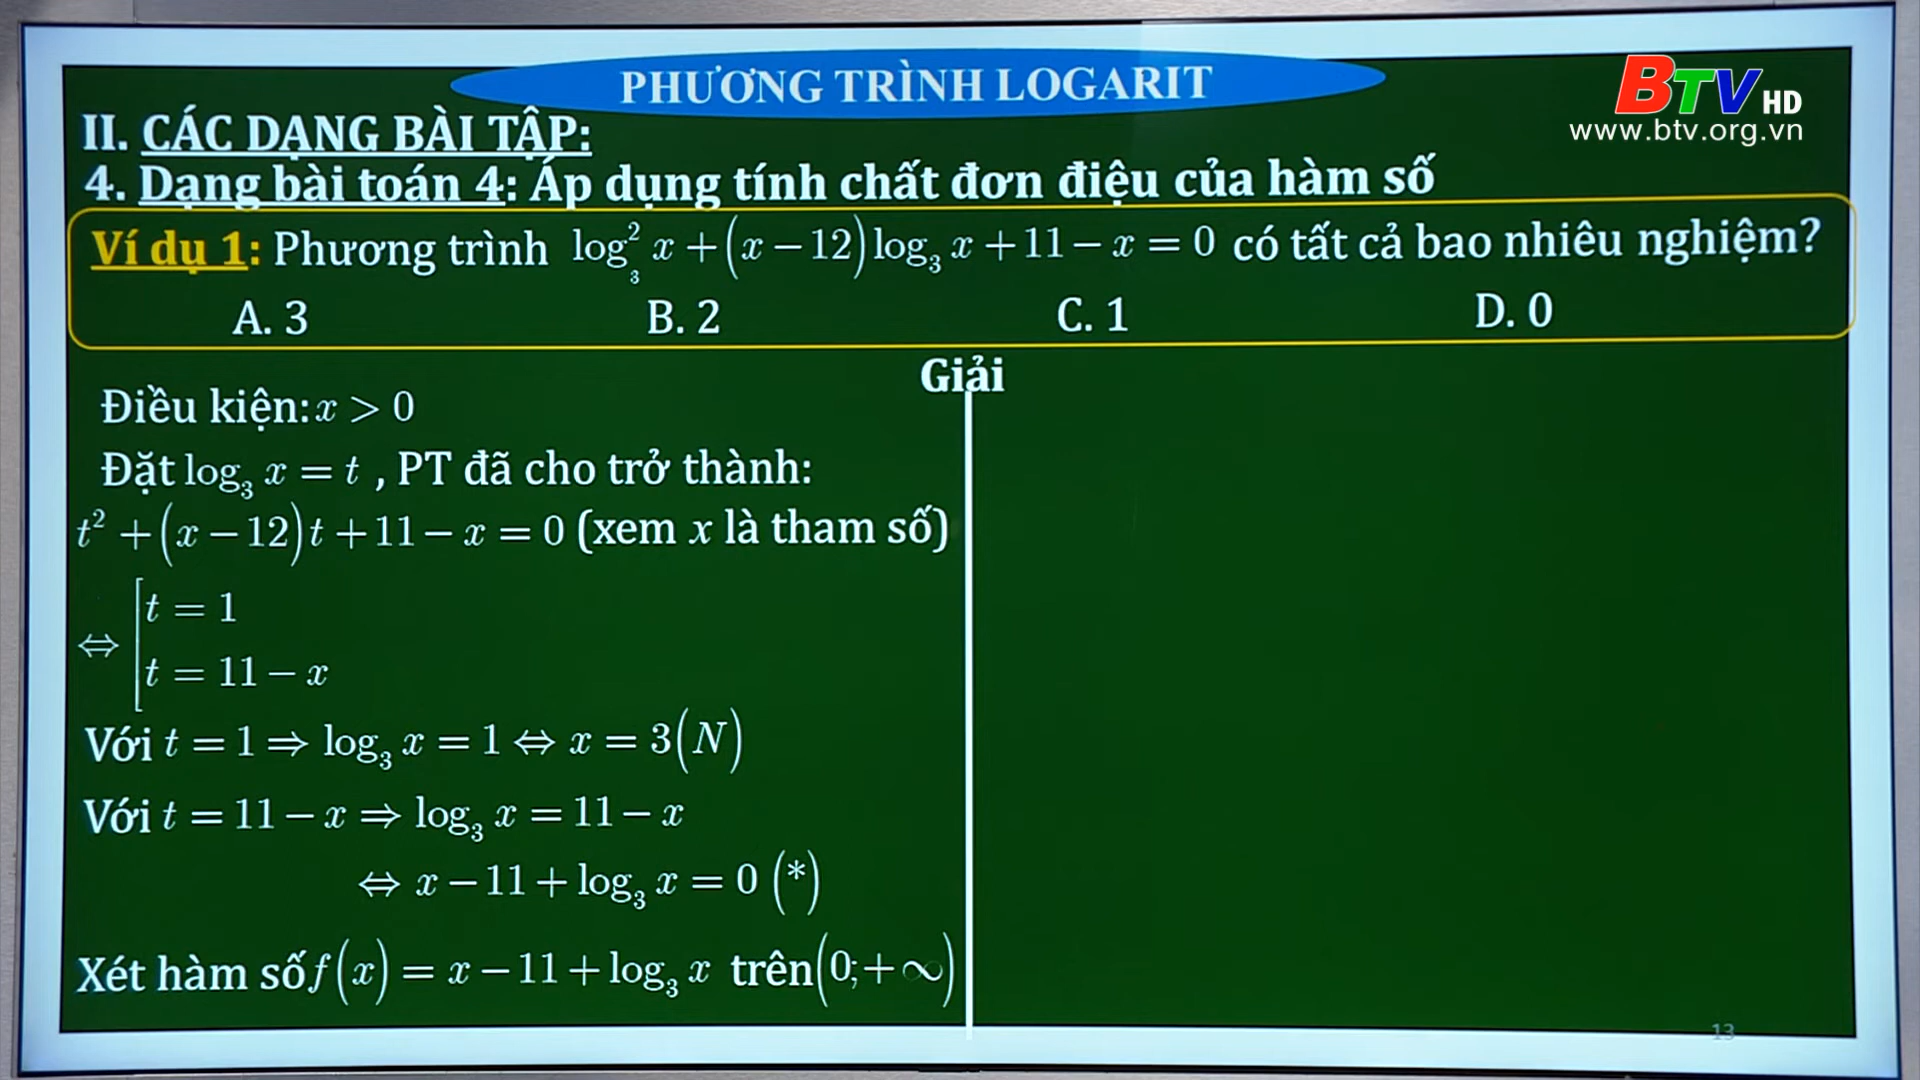 PHƯƠNG TRÌNH LOGARIT
BTV HD
www.btv.org.vn
II. CÁC DẠNG BÀI TẬP:
4. Dạng bài toán 4: Áp dụng tính chất đơn điệu của hàm số
Ví dụ 1: Phương trình log₃² x + (x − 12) log₃ x + 11 − x = 0 có tất cả bao nhiêu nghiệm?
A. 3 B. 2 C. 1 D. 0
Giải
Điều kiện: x > 0
Đặt log₃ x = t , PT đã cho trở thành:
t² + (x − 12)t + 11 − x = 0 (xem x là tham số)
⇔ [ t = 1
t = 11 − x
Với t = 1 ⇒ log₃ x = 1 ⇔ x = 3 (N)
Với t = 11 − x ⇒ log₃ x = 11 − x
⇔ x − 11 + log₃ x = 0 (*)
Xét hàm số f(x) = x − 11 + log₃ x trên (0; + ∞)
13